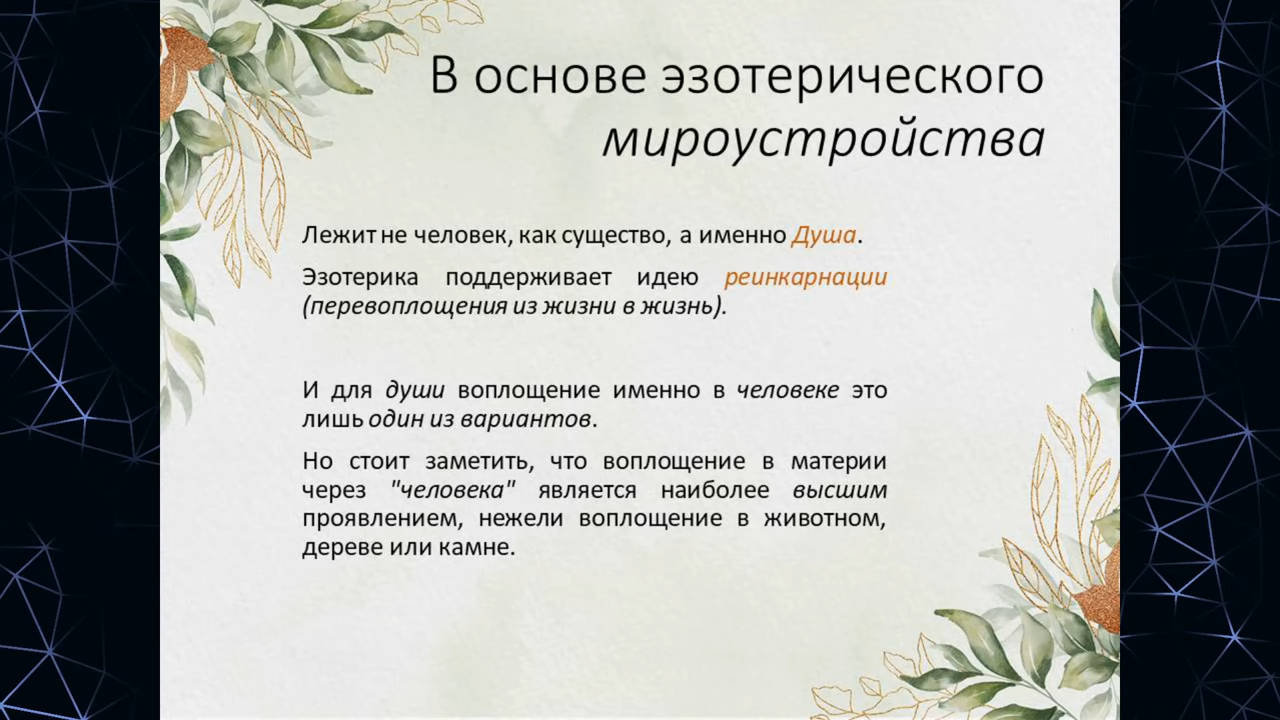 В основе эзотерического
мироустройства
Лежит не человек, как существо, а именно Душа.
Эзотерика поддерживает идею реинкарнации
(перевоплощения из жизни в жизнь).
И для души воплощение именно в человеке это
лишь один из вариантов.
Но стоит заметить, что воплощение в материи
через "человека" является наиболее высшим
проявлением, нежели воплощение в животном,
дереве или камне.